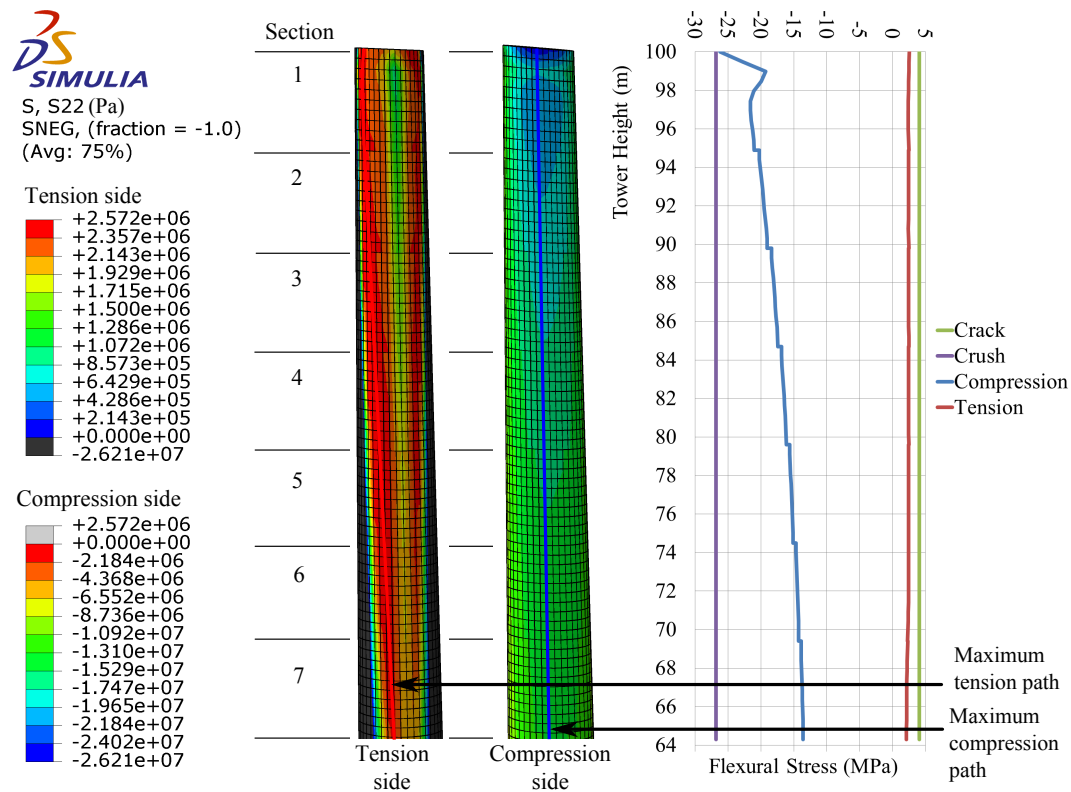 DS
SIMULIA
S, S22 (Pa)
SNEG, (fraction = -1.0)
(Avg: 75%)
Tension side
+2.572e+06
+2.357e+06
+2.143e+06
+1.929e+06
+1.715e+06
+1.500e+06
+1.286e+06
+1.072e+06
+8.573e+05
+6.429e+05
+4.286e+05
+2.143e+05
+0.000e+00
-2.621e+07
Compression side
+2.572e+06
+0.000e+00
-2.184e+06
-4.368e+06
-6.552e+06
-8.736e+06
-1.092e+07
-1.310e+07
-1.529e+07
-1.747e+07
-1.965e+07
-2.184e+07
-2.402e+07
-2.621e+07
Section
1
2
3
4
5
6
7
Tension
side
Compression
side
-30
-25
-20
-15
-10
-5
0
5
Tower Height (m)
100
98
96
94
92
90
88
86
84
82
80
78
76
74
72
70
68
66
64
Flexural Stress (MPa)
Crack
Crush
Compression
Tension
Maximum
tension path
Maximum
compression
path